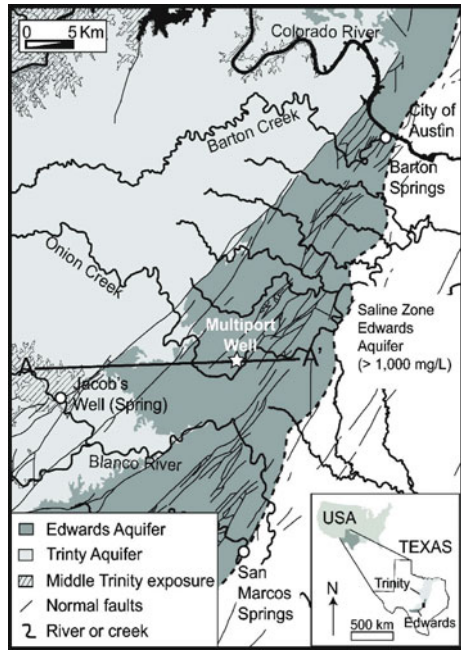 0 5 Km
Colorado River
City of
Austin
Barton Creek
Barton
Springs
Onion Creek
Multiport
Well
Saline Zone
Edwards
Aquifer
(> 1,000 mg/L)
A
A'
Jacob's
Well (Spring)
Blanco River
Edwards Aquifer
Trinty Aquifer
Middle Trinity exposure
Normal faults
River or creek
San
Marcos
Springs
USA
TEXAS
Trinity
Edwards
N
500 km